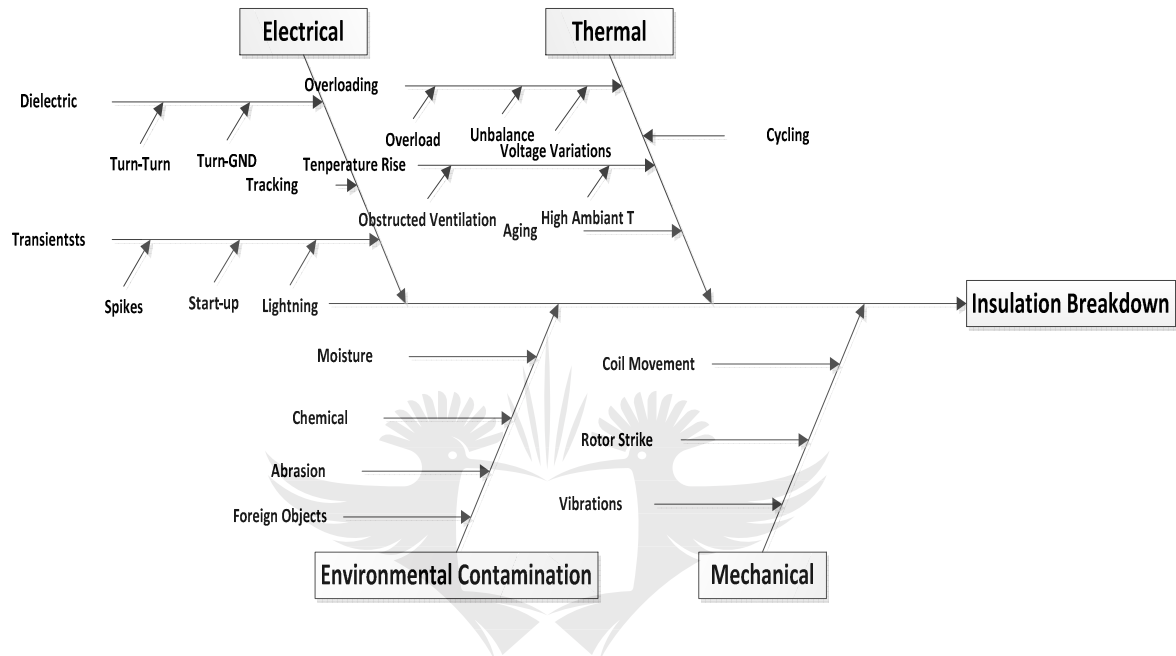 Electrical
Thermal
Overloading
Dielectric
Cycling
Overload
Unbalance
Voltage Variations
Turn-Turn
Turn-GND
Tenperature Rise
Tracking
Obstructed Ventilation
High Ambiant T
Aging
Transientsts
Spikes
Start-up
Lightning
Insulation Breakdown
Moisture
Coil Movement
Chemical
Rotor Strike
Abrasion
Vibrations
Foreign Objects
Environmental Contamination
Mechanical